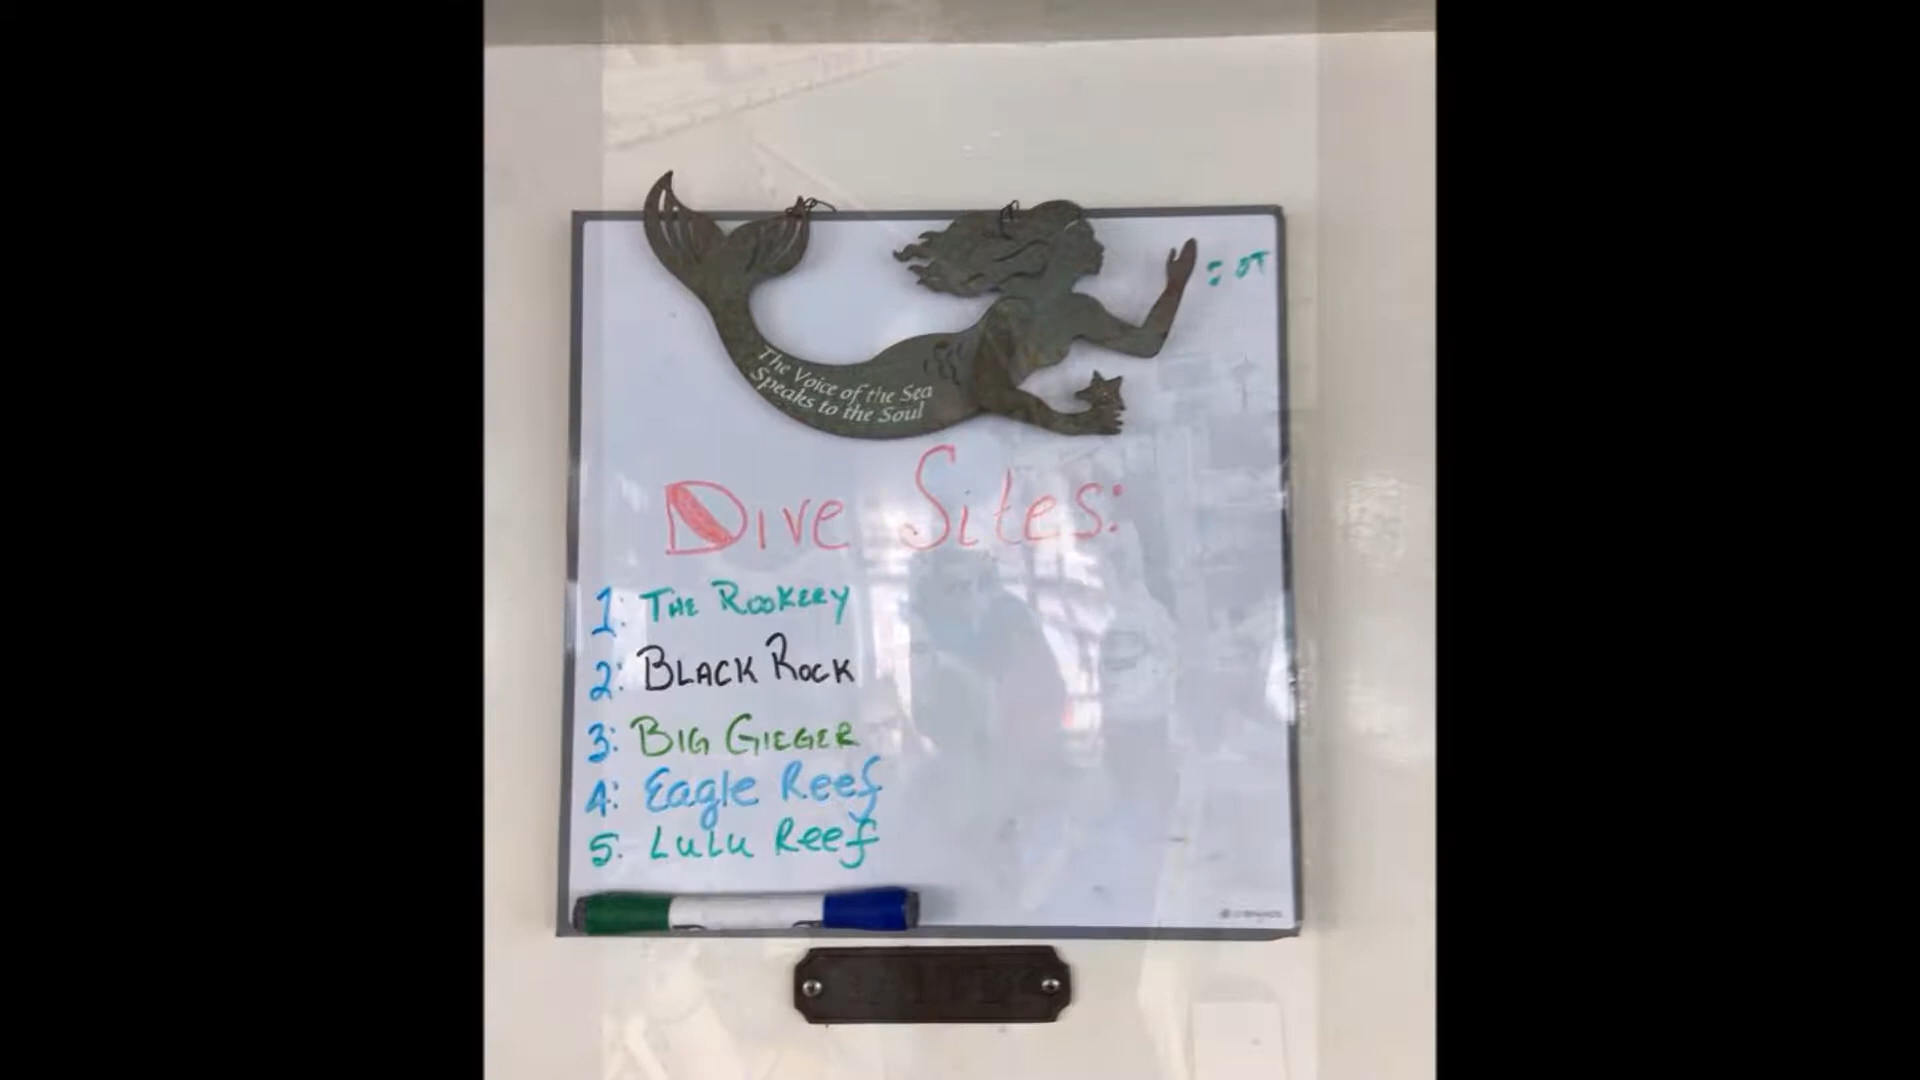 The Voice of the Sea
Speaks to the Soul
Dive Sites:
1: THE ROOKERY
2: BLACK ROCK
3: BIG GIEGER
4: Eagle Reef
5. LuLu Reef